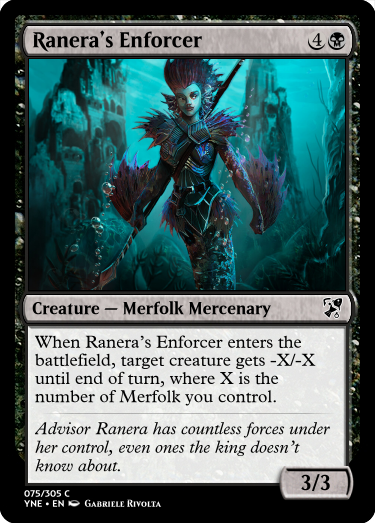 Ranera's Enforcer 4
Creature — Merfolk Mercenary
When Ranera's Enforcer enters the
battlefield, target creature gets -X/-X
until end of turn, where X is the
number of Merfolk you control.
Advisor Ranera has countless forces under
her control, even ones the king doesn't
know about.
3/3
075/305 C
YNE • EN Gabriele Rivolta